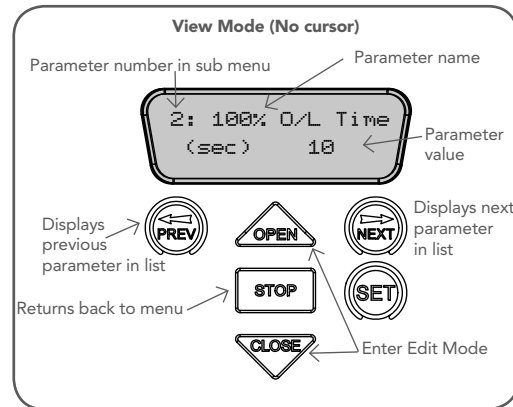 View Mode (No cursor)
Parameter number in sub menu
Parameter name
2: 100% O/L Time
(sec) 10
Parameter
value
PREV
OPEN
NEXT
Displays
previous
parameter in list
Displays next
parameter
in list
STOP
SET
Returns back to menu
CLOSE
Enter Edit Mode